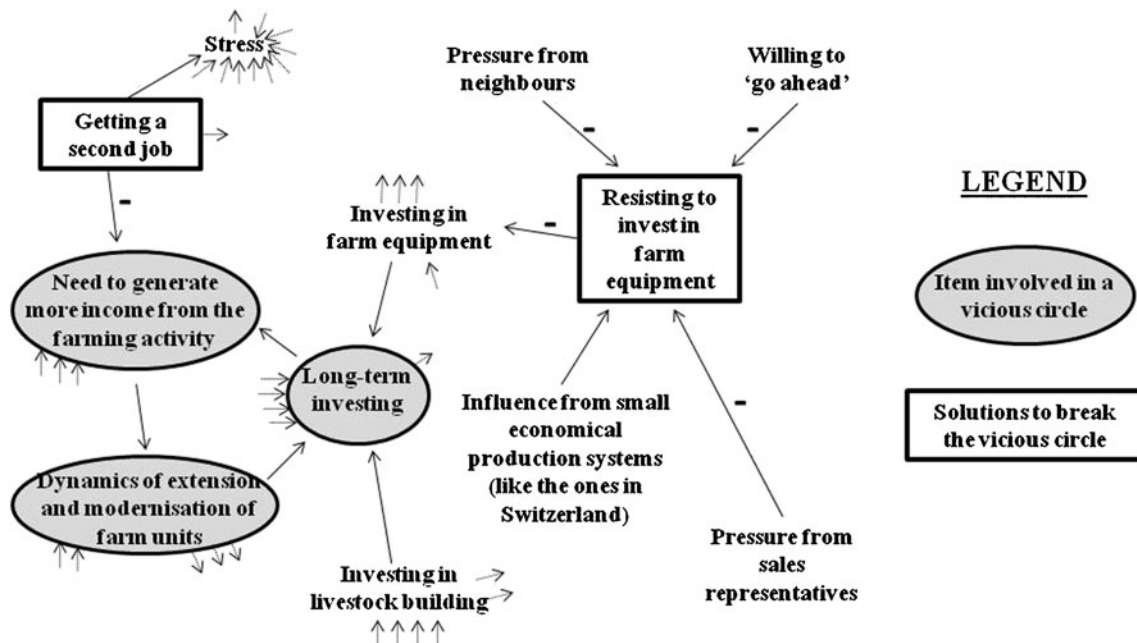 Stress
Getting a
second job
-
Need to generate
more income from the
farming activity
Dynamics of extension
and modernisation of
farm units
Long-term
investing
Investing in
farm equipment
-
Investing in
livestock building
Pressure from
neighbours
-
Willing to
‘go ahead’
-
Resisting to
invest in
farm
equipment
Influence from small
economical
production systems
(like the ones in
Switzerland)
-
Pressure from
sales
representatives
LEGEND
Item involved in a
vicious circle
Solutions to break
the vicious circle